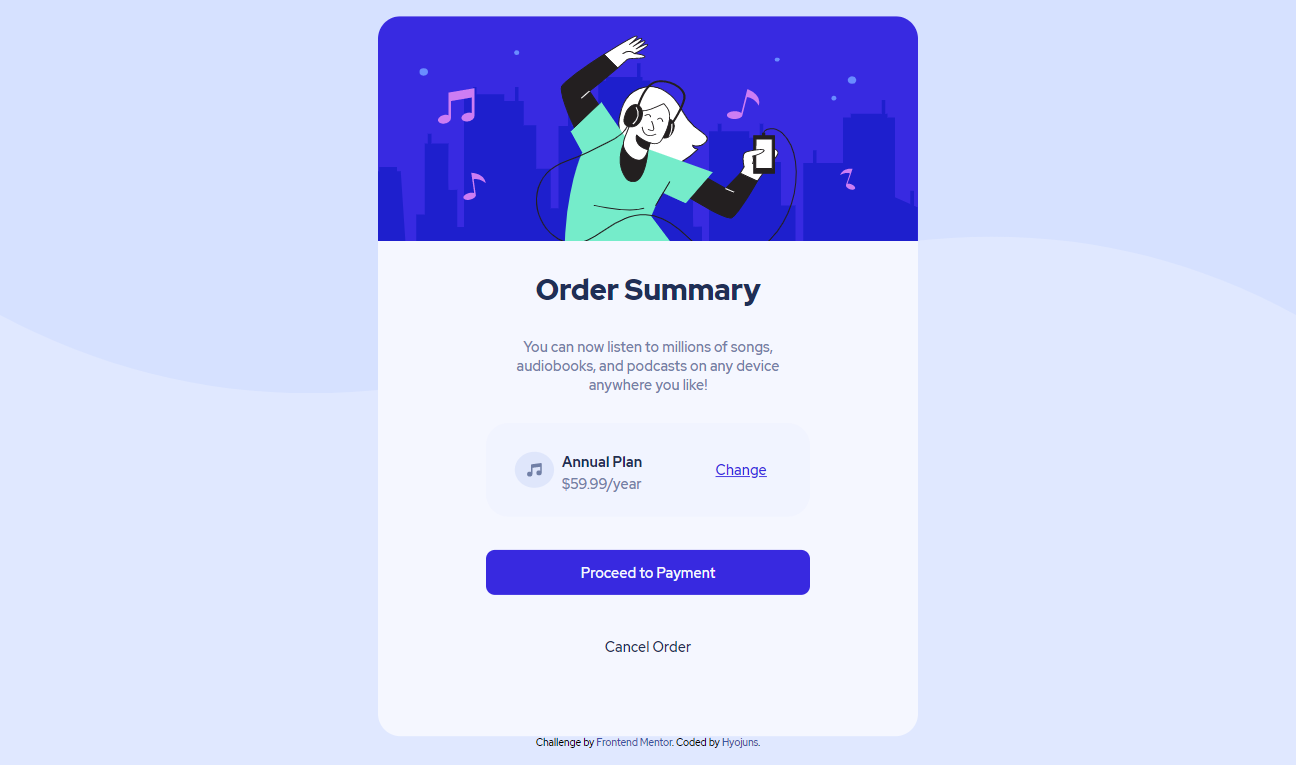 Order Summary
You can now listen to millions of songs,
audiobooks, and podcasts on any device
anywhere you like!
Annual Plan
$59.99/year
Change
Proceed to Payment
Cancel Order
Challenge by Frontend Mentor. Coded by Hyojuns.